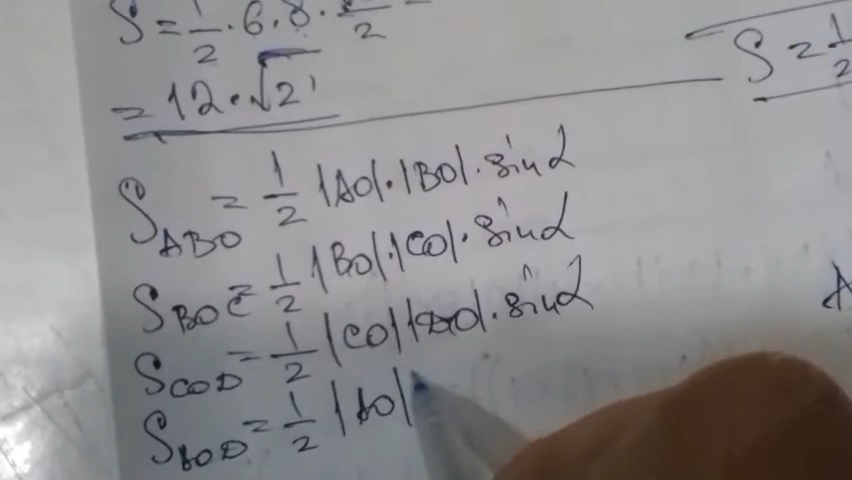 S = 1/2 · 6 · 8 · /2
= 12 · √2
S = 1/2
S_ABO = 1/2 |AO| · |BO| · sin α
S_BOC = 1/2 |BO| · |CO| · sin α
S_COD = 1/2 |CO| |DO| · sin α
S_AOD = 1/2 |AO|
A